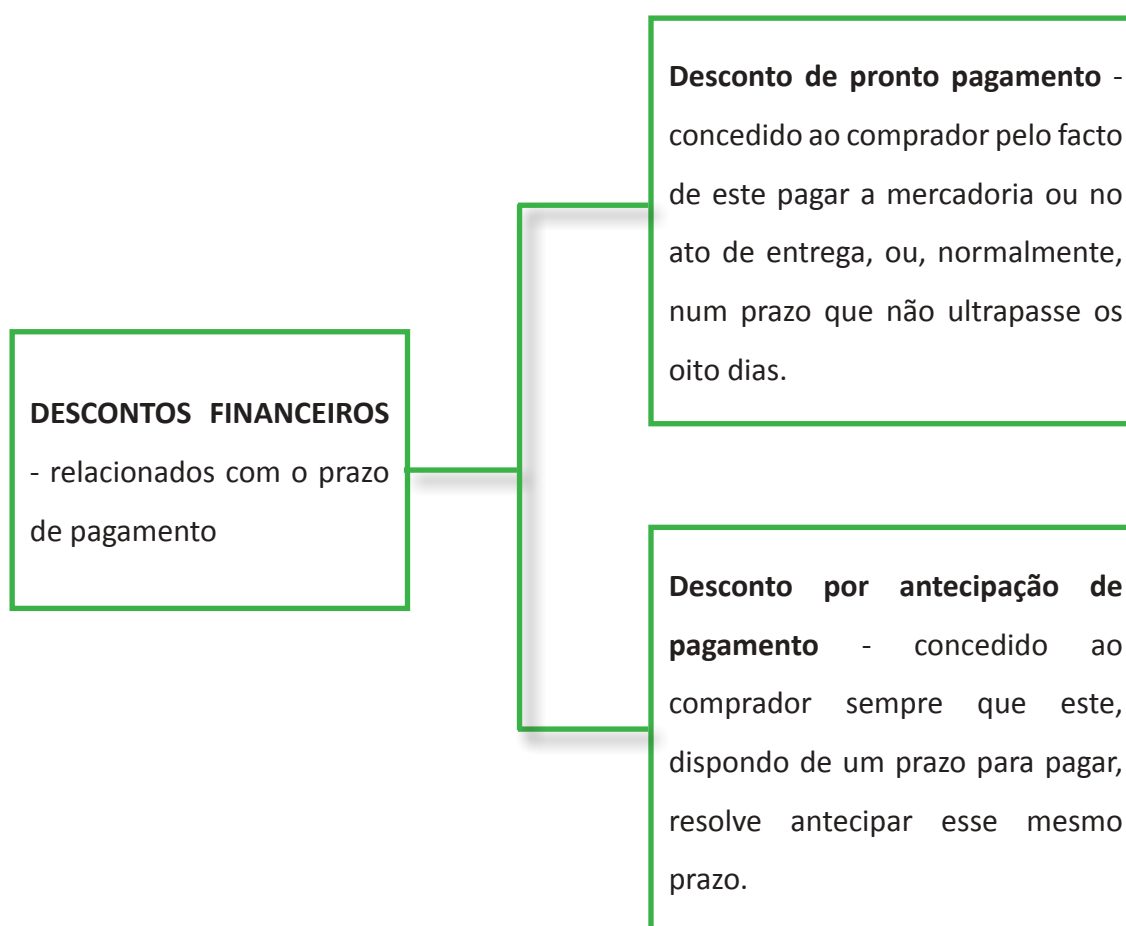 DESCONTOS FINANCEIROS
- relacionados com o prazo
de pagamento
Desconto de pronto pagamento -
concedido ao comprador pelo facto
de este pagar a mercadoria ou no
ato de entrega, ou, normalmente,
num prazo que não ultrapasse os
oito dias.
Desconto por antecipação de
pagamento - concedido ao
comprador sempre que este,
dispondo de um prazo para pagar,
resolve antecipar esse mesmo
prazo.